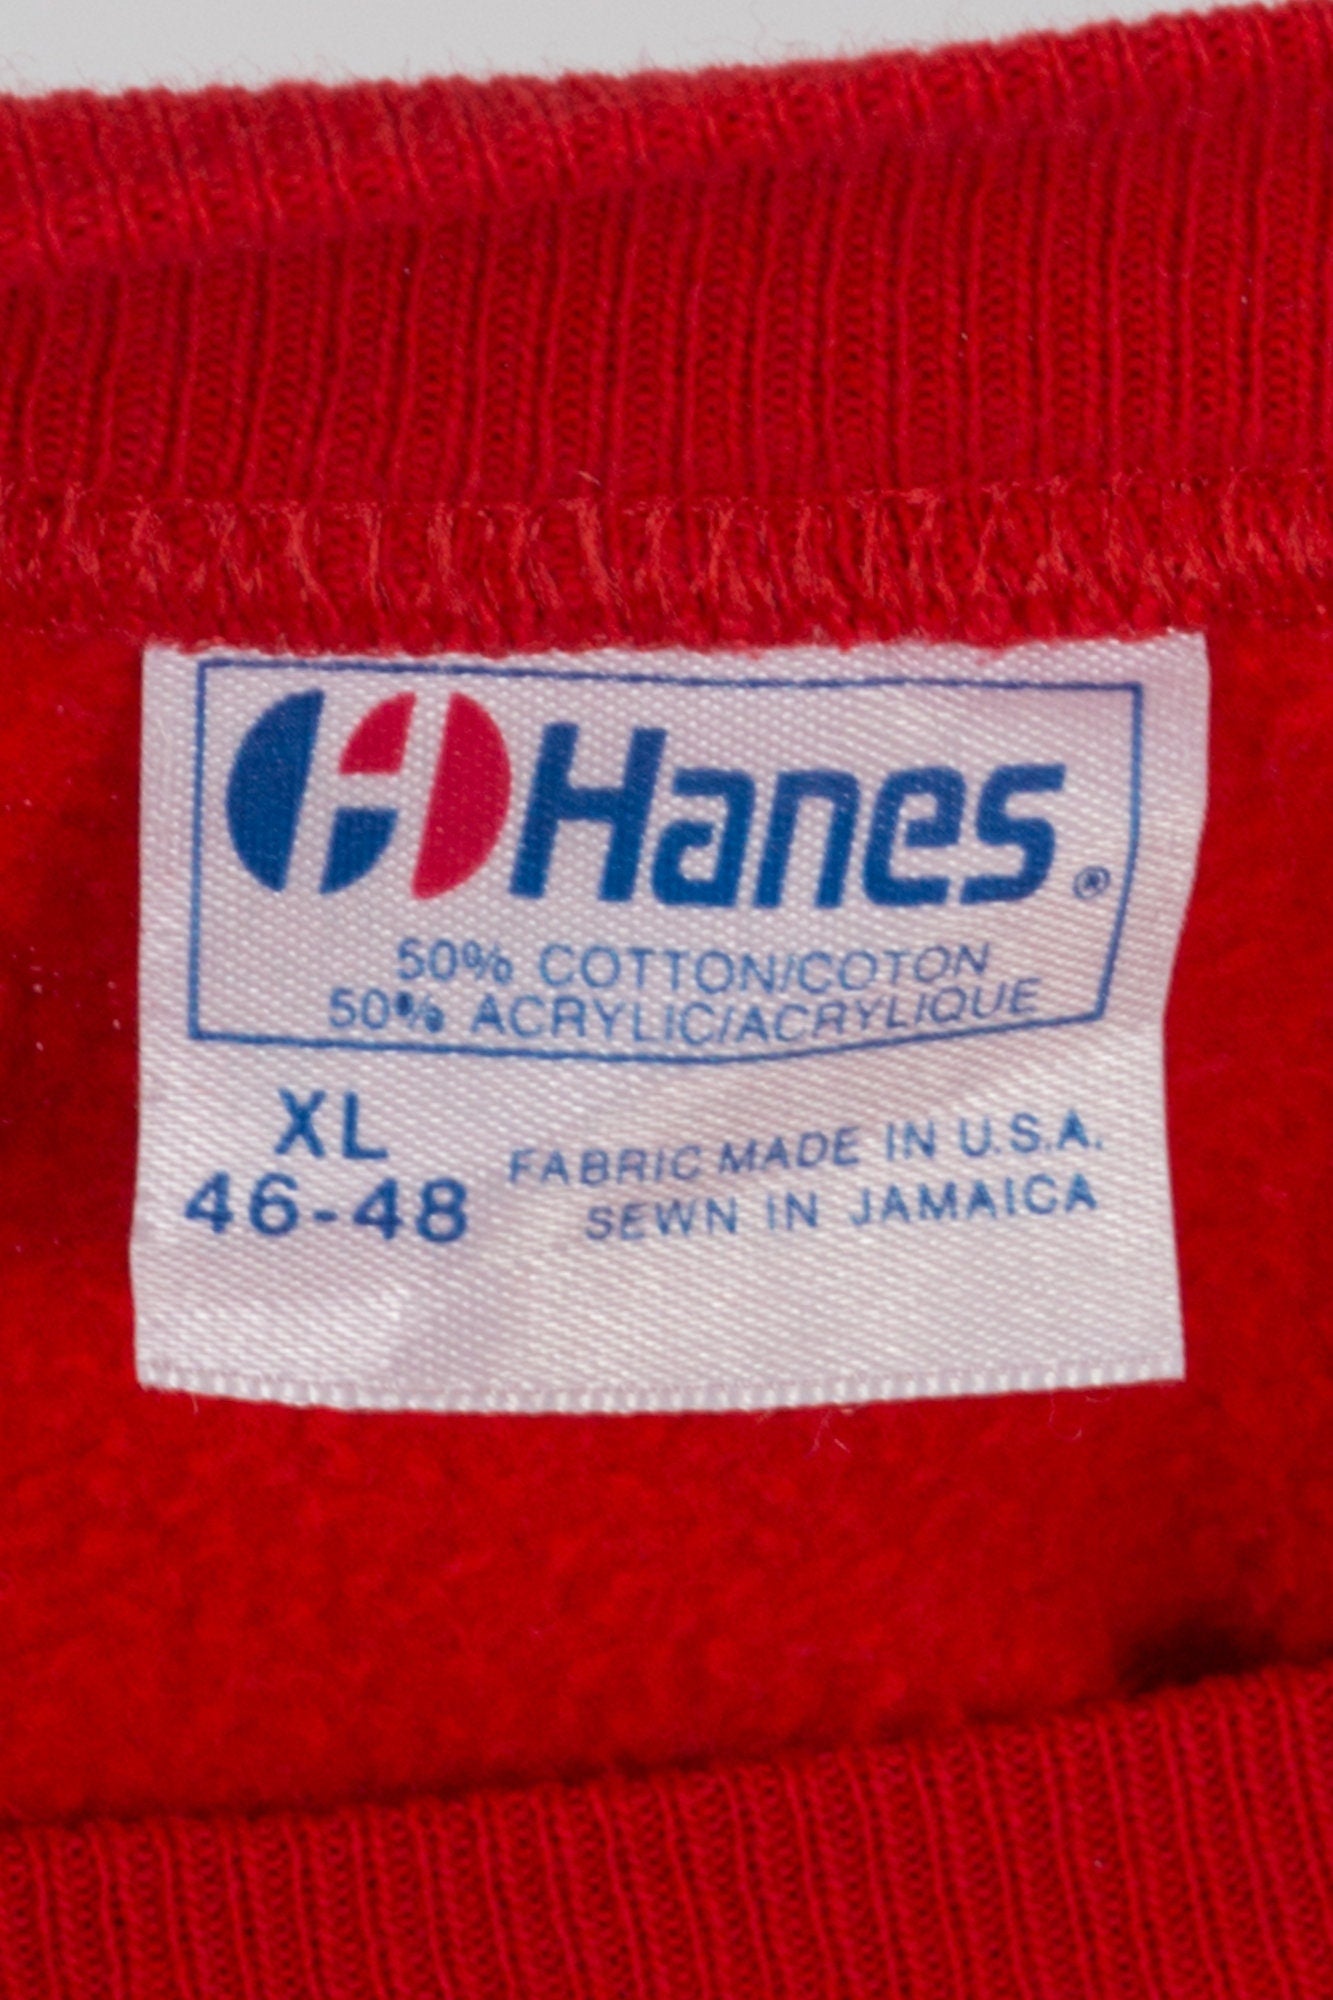 Hanes®
50% COTTON/COTON
50% ACRYLIC/ACRYLIQUE
XL
46-48
FABRIC MADE IN U.S.A.
SEWN IN JAMAICA